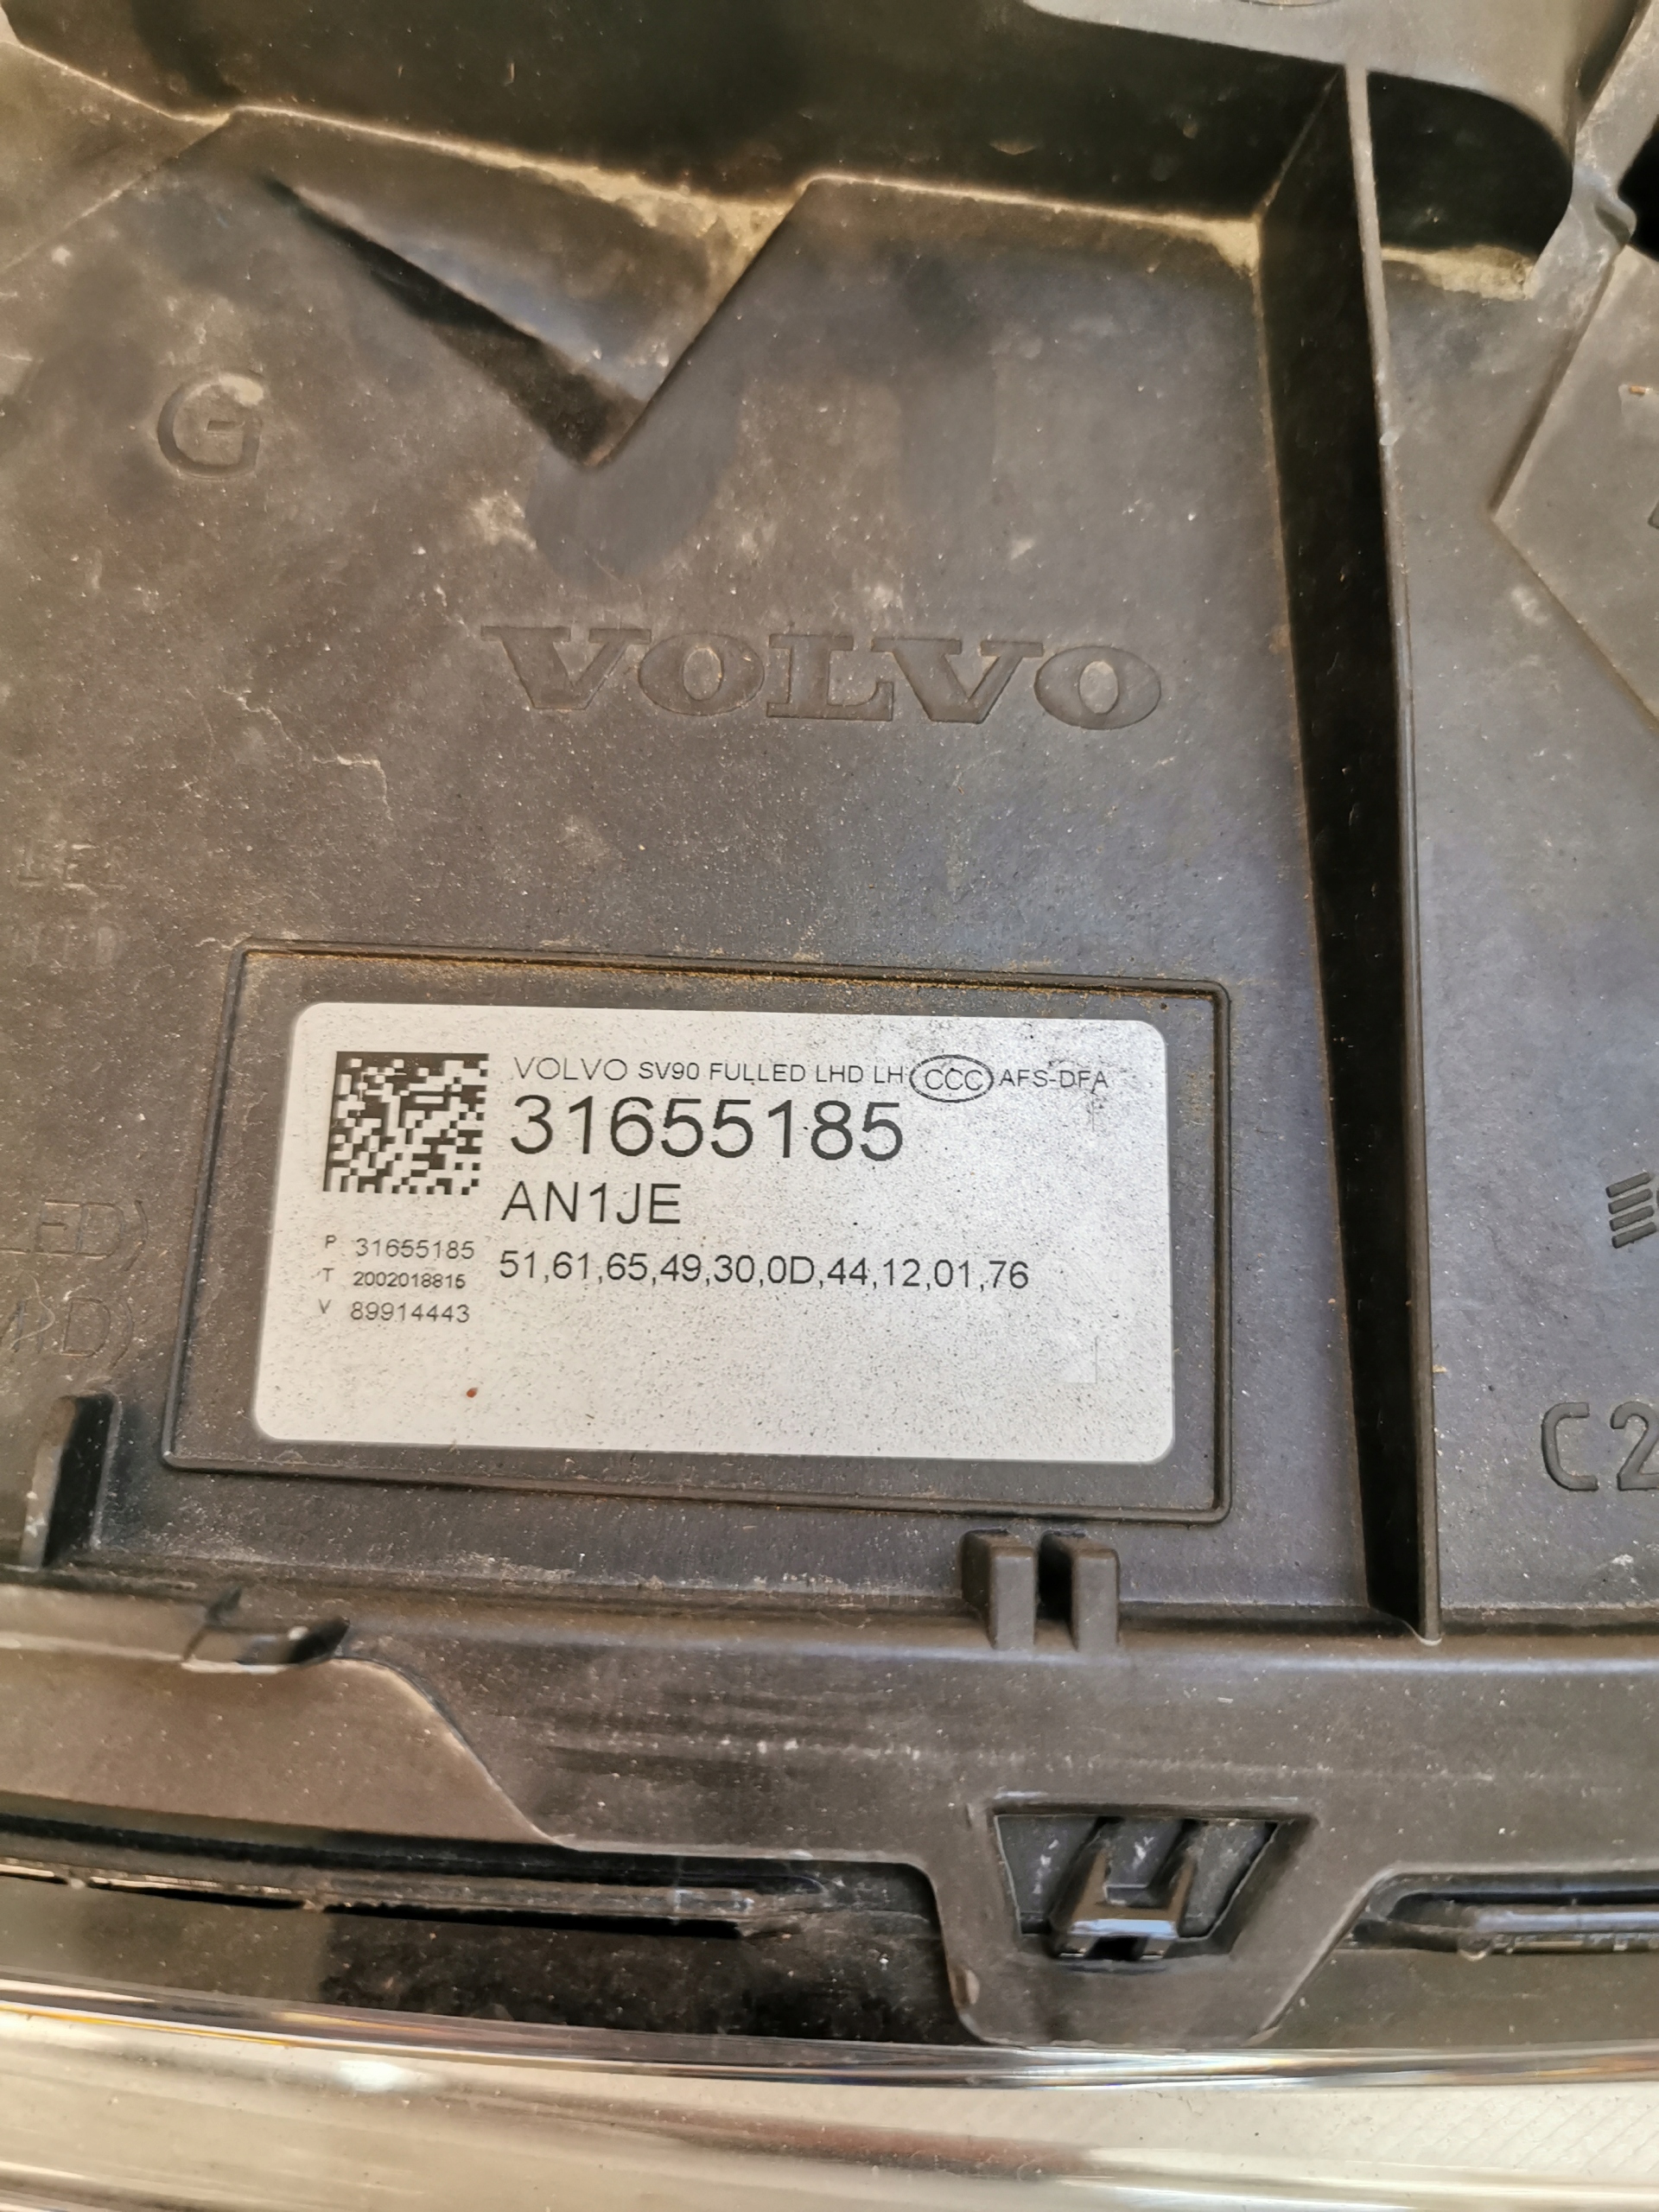 G
VOLVO
VOLVO SV90 FULLED LHD LH CCC AFS-DFA
31655185
AN1JE
51,61,65,49,30,0D,44,12,01,76
P 31655185
T 2002018815
V 89914443
C2